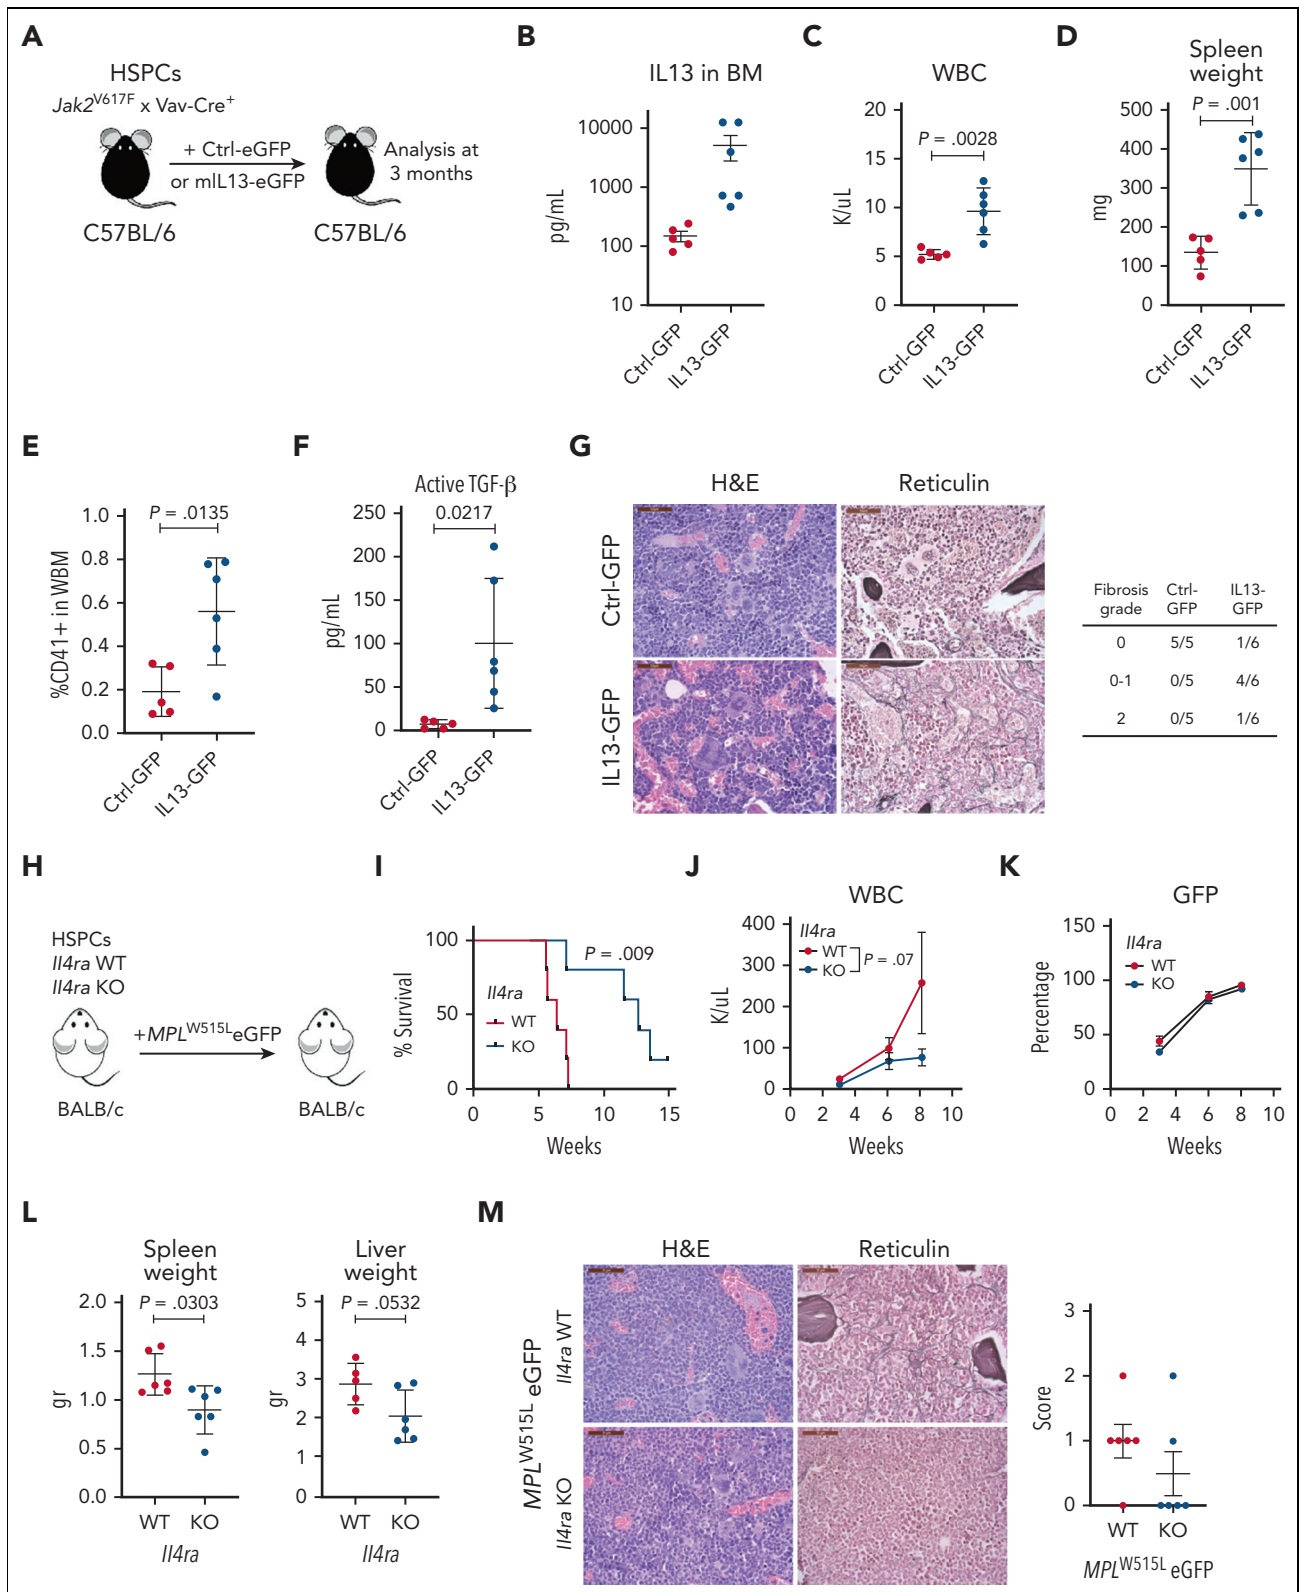 A
HSPCs
Jak2V617F x Vav-Cre+
+ Ctrl-eGFP
or mIL13-eGFP
Analysis at
3 months
C57BL/6
C57BL/6
B
IL13 in BM
pg/mL
10000
1000
100
10
Ctrl-GFP
IL13-GFP
C
WBC
K/uL
20
15
10
5
0
P = .0028
Ctrl-GFP
IL13-GFP
D
Spleen
weight
mg
500
400
300
200
100
0
P = .001
Ctrl-GFP
IL13-GFP
E
%CD41+ in WBM
1.0
0.8
0.6
0.4
0.2
0.0
P = .0135
Ctrl-GFP
IL13-GFP
F
Active TGF-β
pg/mL
250
200
150
100
50
0
0.0217
Ctrl-GFP
IL13-GFP
G
H&E
Reticulin
Ctrl-GFP
IL13-GFP
Fibrosis grade Ctrl-GFP IL13-GFP
0 5/5 1/6
0-1 0/5 4/6
2 0/5 1/6
H
HSPCs
Il4ra WT
Il4ra KO
+MPLW515LeGFP
BALB/c
BALB/c
I
% Survival
100
50
0
P = .009
Il4ra
WT
KO
0 5 10 15
Weeks
J
WBC
K/uL
400
300
200
100
0
Il4ra
WT
KO
P = .07
0 2 4 6 8 10
Weeks
K
GFP
Percentage
150
100
50
0
Il4ra
WT
KO
0 2 4 6 8 10
Weeks
L
Spleen
weight
gr
2.0
1.5
1.0
0.5
0.0
P = .0303
WT KO
Il4ra
Liver
weight
gr
5
4
3
2
1
0
P = .0532
WT KO
Il4ra
M
H&E
Reticulin
MPLW515L eGFP
Il4ra WT
Il4ra KO
Score
3
2
1
0
WT KO
MPLW515L eGFP